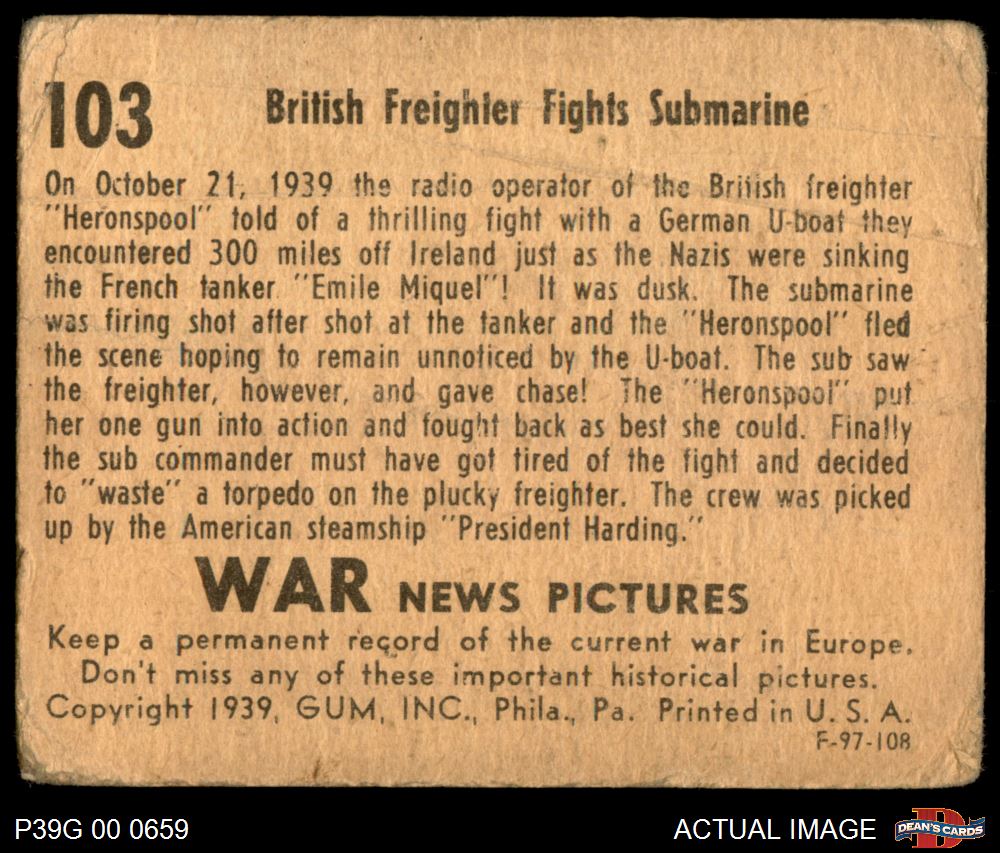 103
British Freighter Fights Submarine
On October 21, 1939 the radio operator of the British freighter
"Heronspool" told of a thrilling fight with a German U-boat they
encountered 300 miles off Ireland just as the Nazis were sinking
the French tanker "Emile Miquel"! It was dusk. The submarine
was firing shot after shot at the tanker and the "Heronspool" fled
the scene hoping to remain unnoticed by the U-boat. The sub saw
the freighter, however, and gave chase! The "Heronspool" put
her one gun into action and fought back as best she could. Finally
the sub commander must have got tired of the fight and decided
to "waste" a torpedo on the plucky freighter. The crew was picked
up by the American steamship "President Harding."
WAR NEWS PICTURES
Keep a permanent record of the current war in Europe.
Don't miss any of these important historical pictures.
Copyright 1939, GUM, INC., Phila., Pa. Printed in U. S. A.
F-97-108
P39G 00 0659
ACTUAL IMAGE
D
DEAN'S CARDS